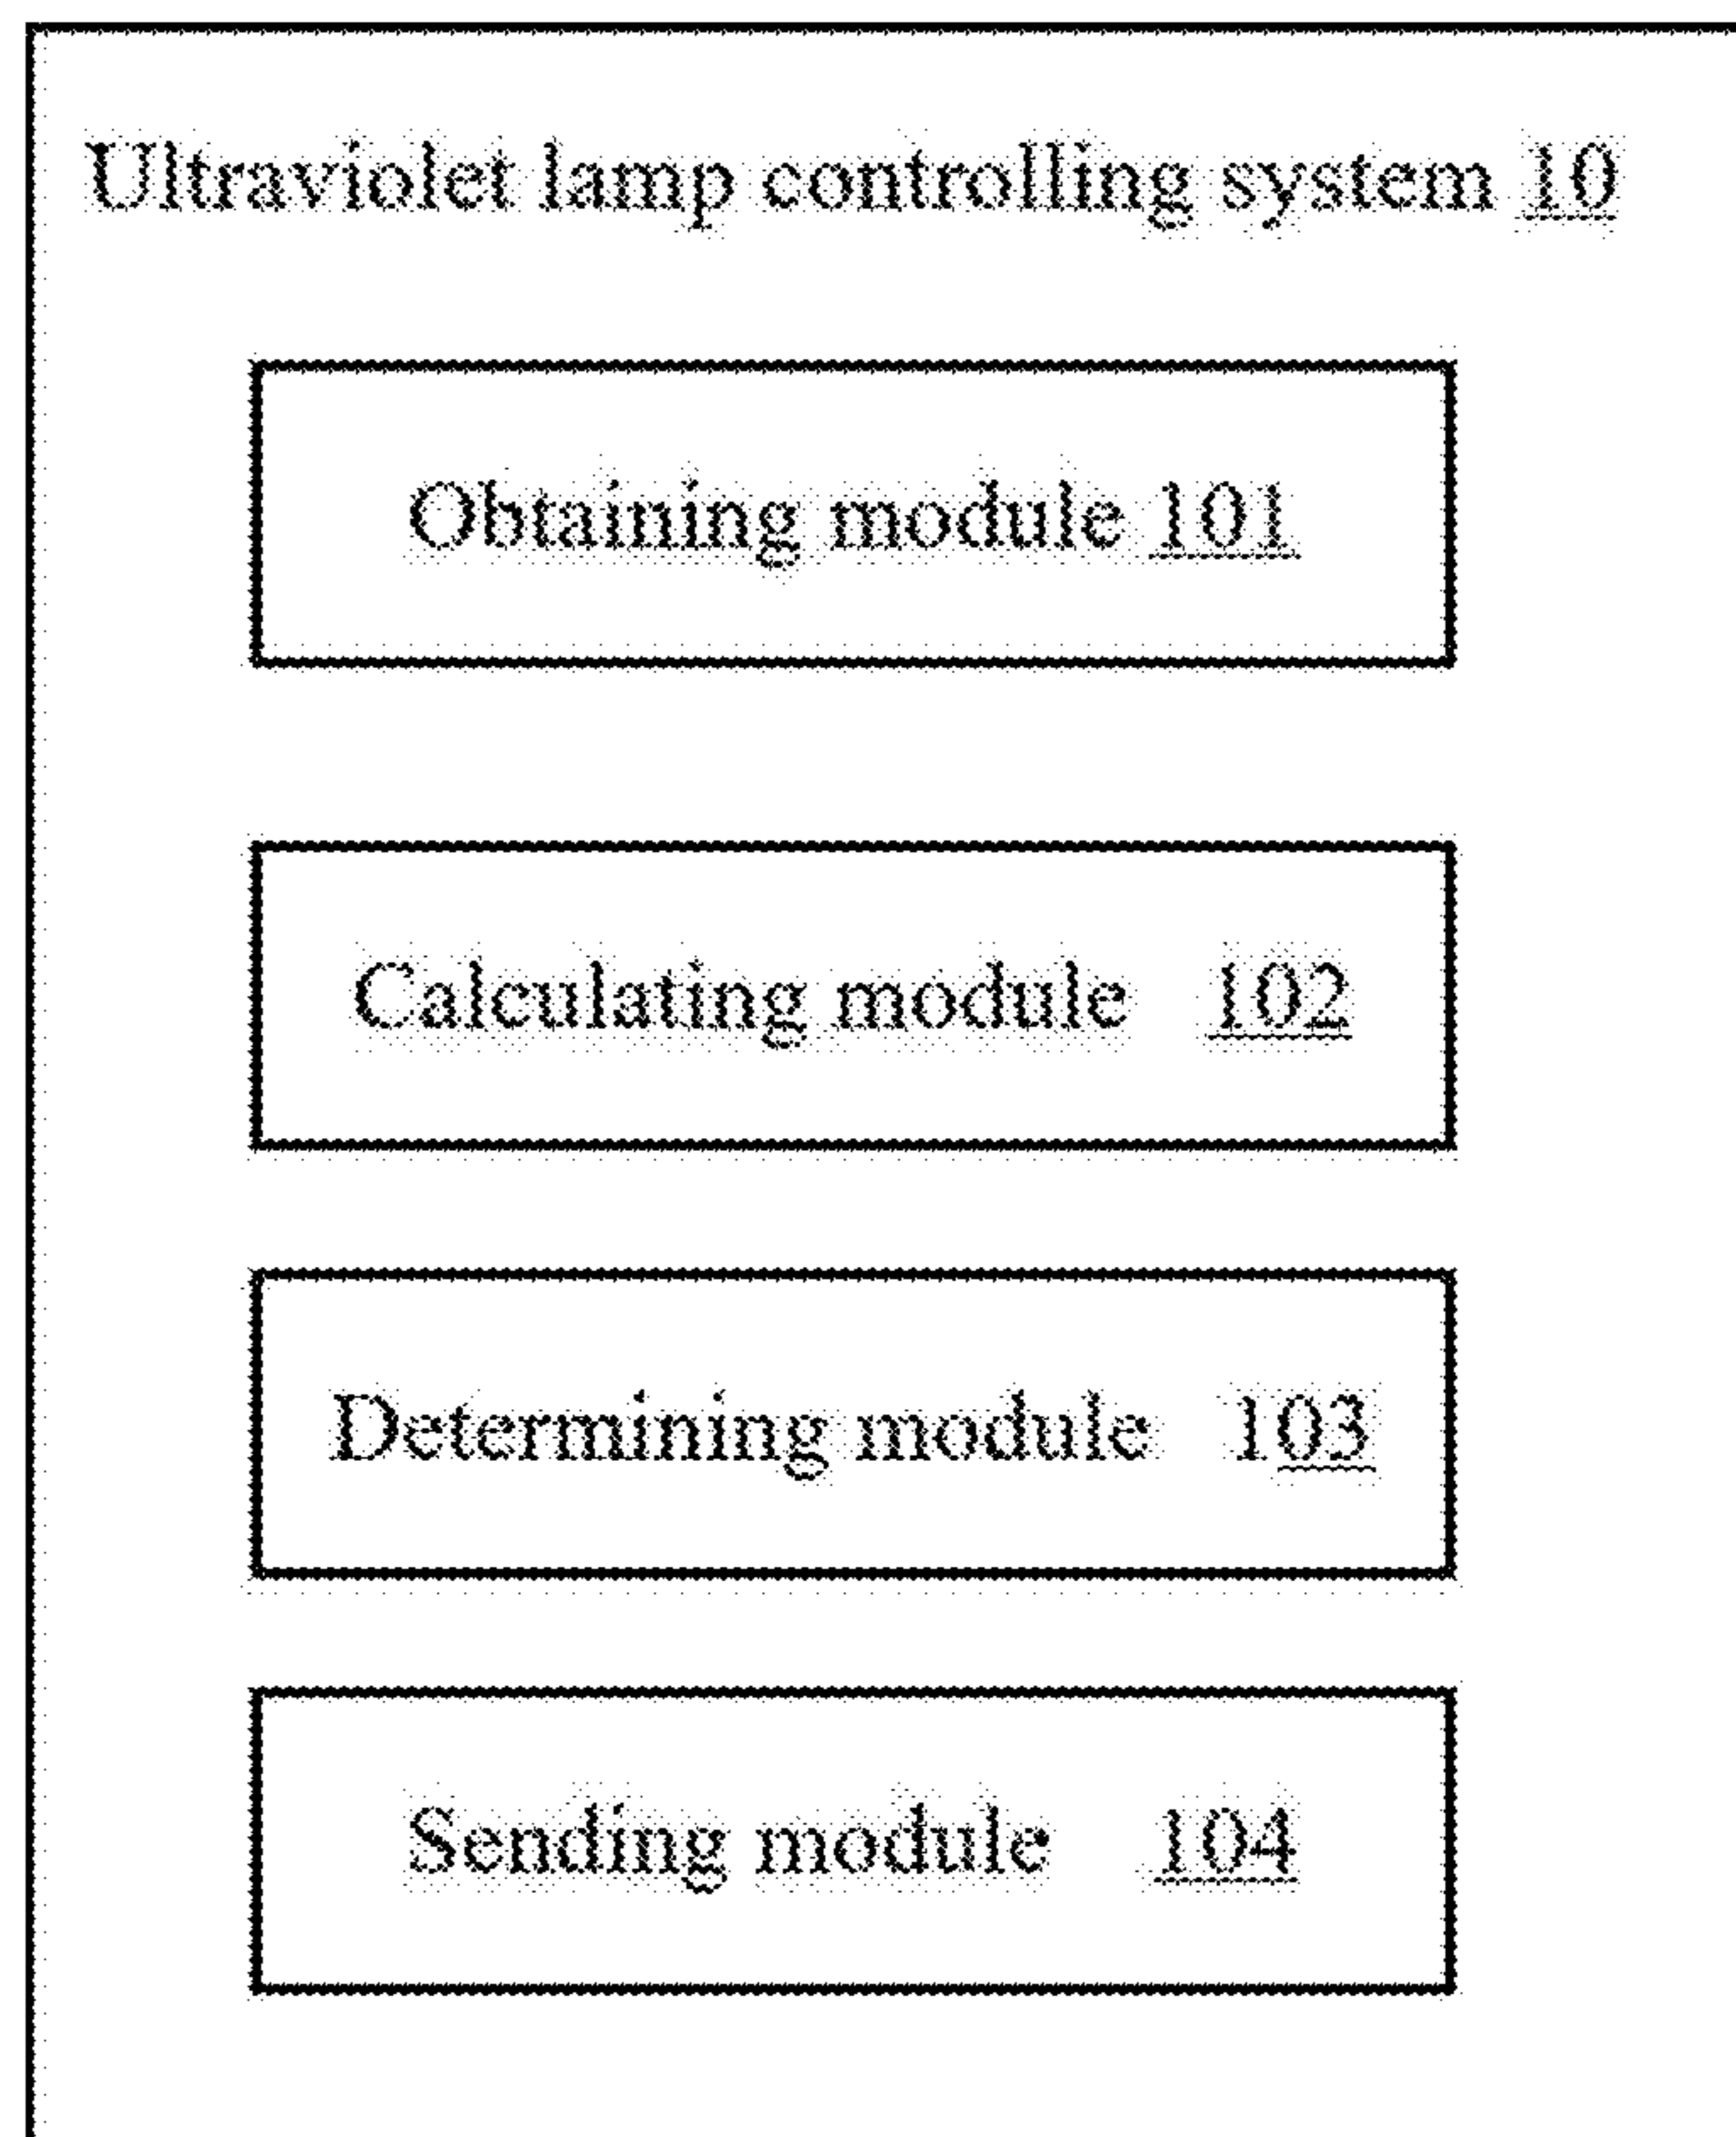 Ultraviolet lamp controlling system 10
Obtaining module 101
Calculating module 102
Determining module 103
Sending module 104